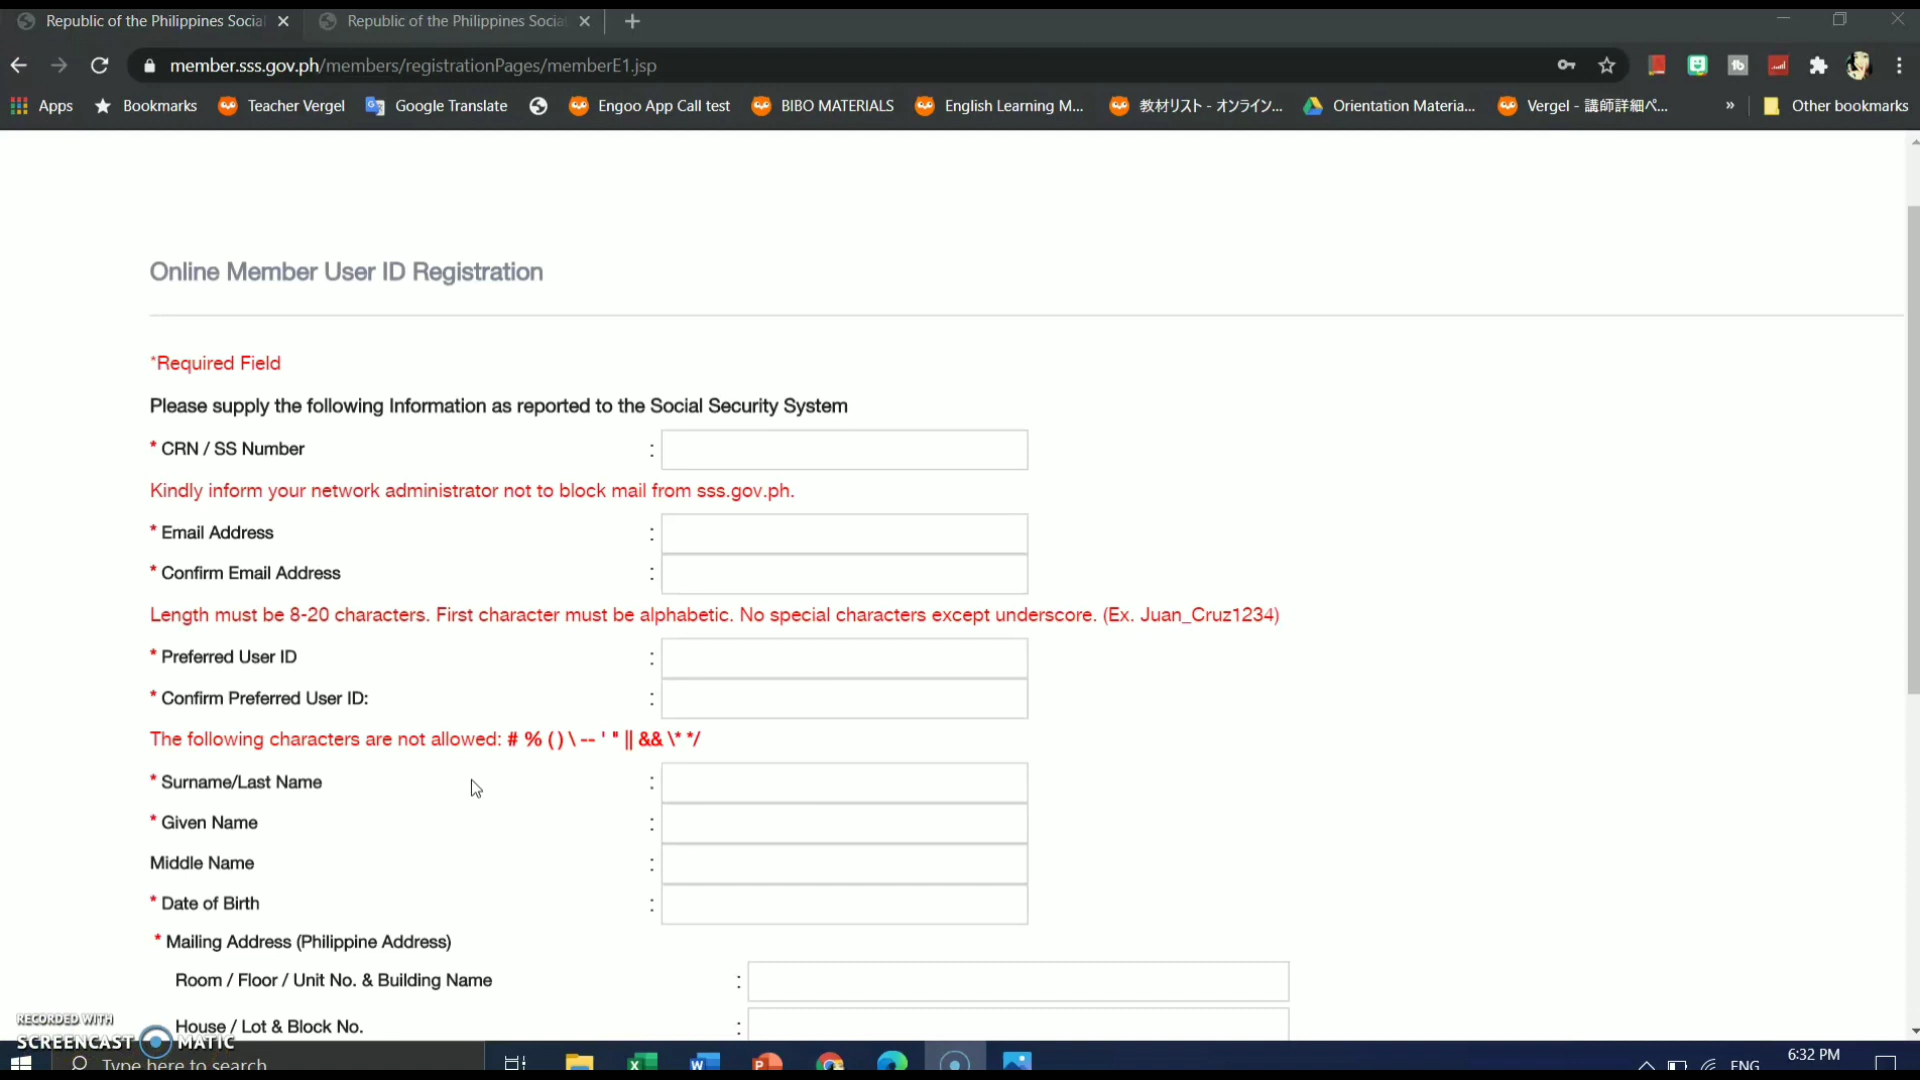 Republic of the Philippines Socia
Republic of the Philippines Socia
member.sss.gov.ph/members/registrationPages/memberE1.jsp
Apps
Bookmarks
Teacher Vergel
Google Translate
Engoo App Call test
BIBO MATERIALS
English Learning M...
教材リスト - オンライン...
Orientation Materia...
Vergel - 講師詳細ペ...
»
Other bookmarks
Online Member User ID Registration
*Required Field
Please supply the following Information as reported to the Social Security System
* CRN / SS Number :
Kindly inform your network administrator not to block mail from sss.gov.ph.
* Email Address :
* Confirm Email Address :
Length must be 8-20 characters. First character must be alphabetic. No special characters except underscore. (Ex. Juan_Cruz1234)
* Preferred User ID :
* Confirm Preferred User ID: :
The following characters are not allowed: # % ( ) \ -- ' " || && \* */
* Surname/Last Name :
* Given Name :
Middle Name :
* Date of Birth :
* Mailing Address (Philippine Address)
Room / Floor / Unit No. & Building Name :
House / Lot & Block No. :
RECORDED WITH
SCREENCAST MATIC
Type here to search
ENG
6:32 PM